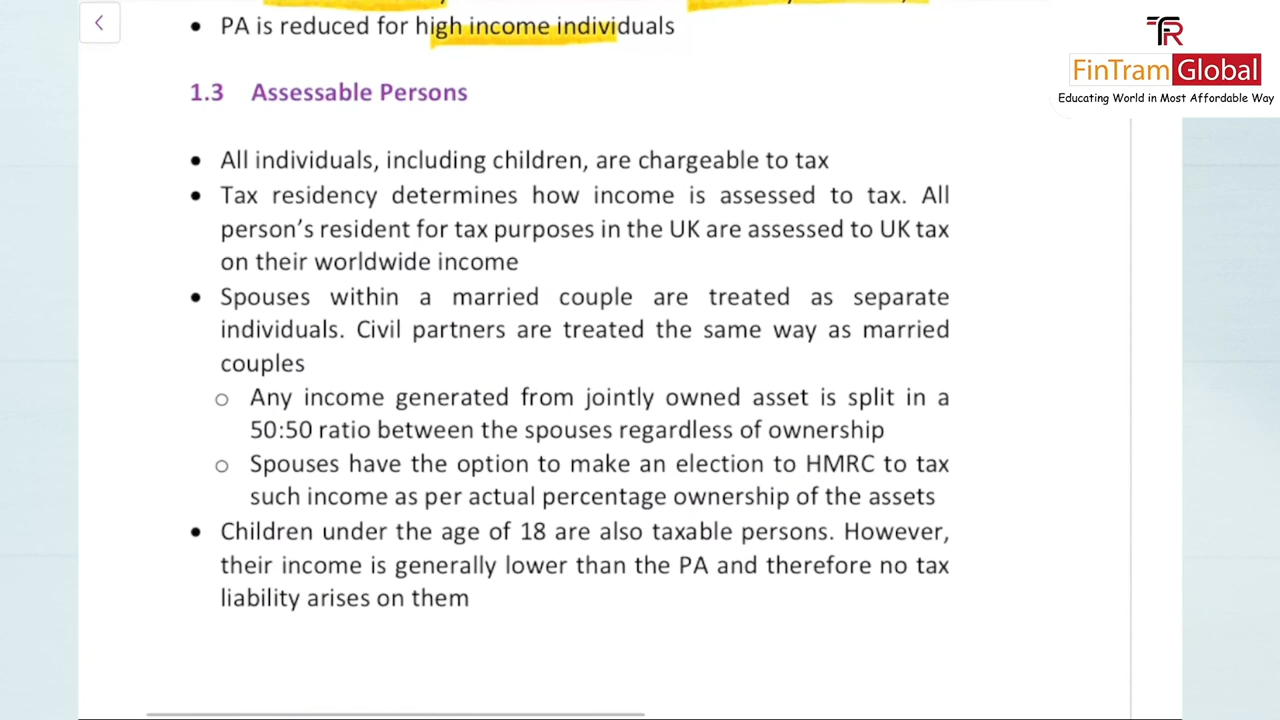 • PA is reduced for high income individuals
TR
FinTram Global
Educating World in Most Affordable Way
1.3 Assessable Persons
• All individuals, including children, are chargeable to tax
• Tax residency determines how income is assessed to tax. All
person's resident for tax purposes in the UK are assessed to UK tax
on their worldwide income
• Spouses within a married couple are treated as separate
individuals. Civil partners are treated the same way as married
couples
o Any income generated from jointly owned asset is split in a
50:50 ratio between the spouses regardless of ownership
o Spouses have the option to make an election to HMRC to tax
such income as per actual percentage ownership of the assets
• Children under the age of 18 are also taxable persons. However,
their income is generally lower than the PA and therefore no tax
liability arises on them